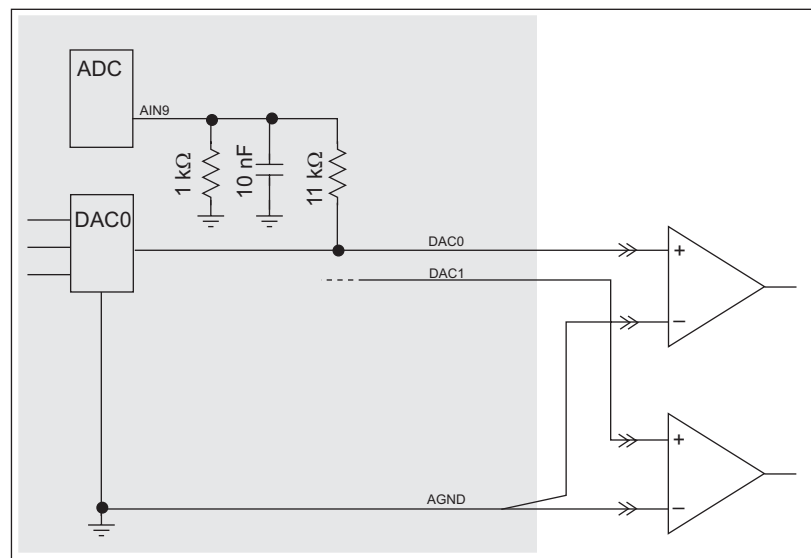 ADC
AIN9
1 kΩ
10 nF
11 kΩ
DAC0
DAC0
DAC1
+
−
+
−
AGND